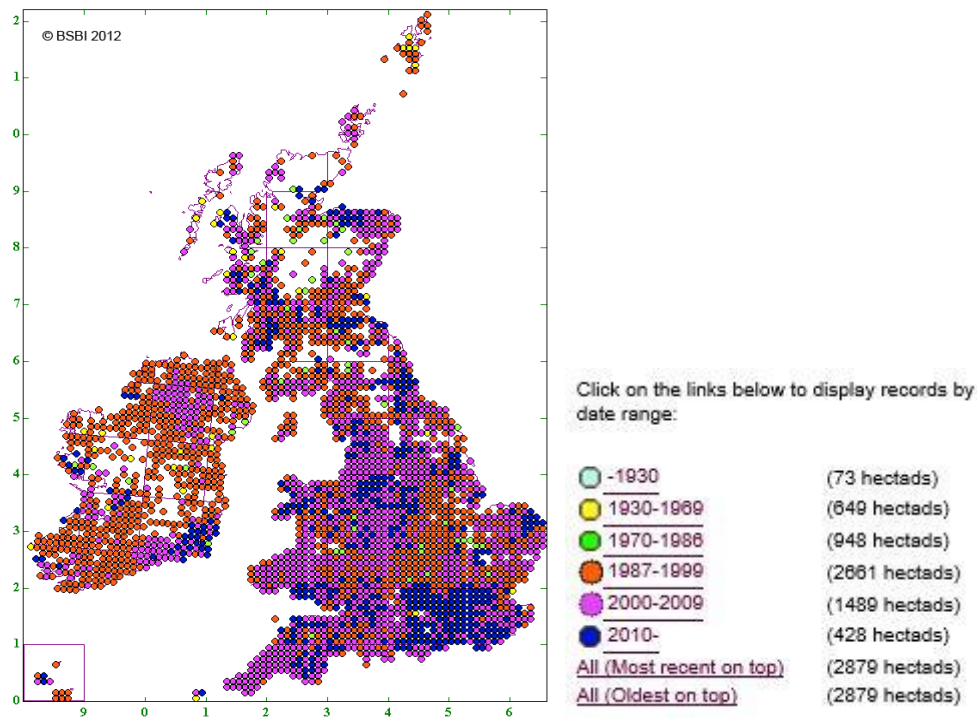 © BSBI 2012
2
1
0
9
8
7
6
5
4
3
2
1
0
9 0 1 2 3 4 5 6
Click on the links below to display records by
date range:
-1930 (73 hectads)
1930-1969 (649 hectads)
1970-1986 (948 hectads)
1987-1999 (2661 hectads)
2000-2009 (1489 hectads)
2010- (428 hectads)
All (Most recent on top) (2879 hectads)
All (Oldest on top) (2879 hectads)